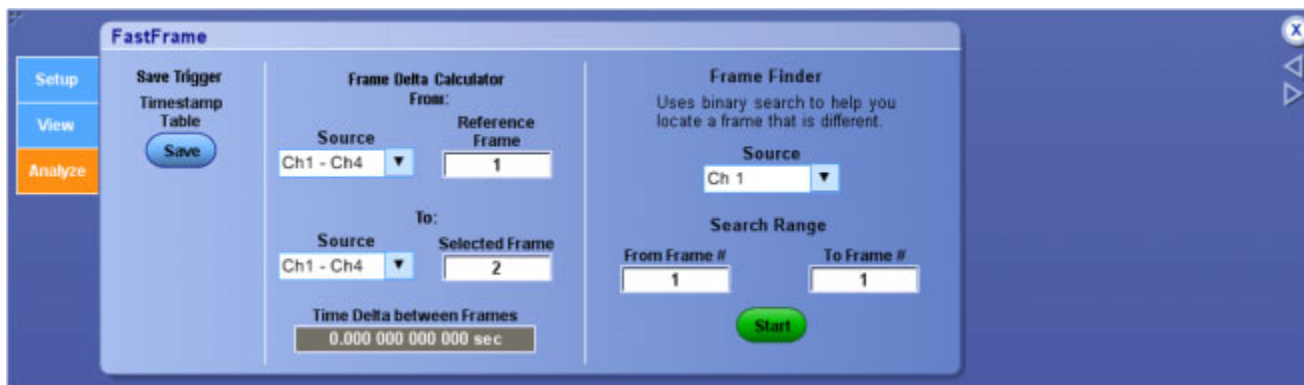 FastFrame
Setup
View
Analyze
Save Trigger
Timestamp
Table
Save
Frame Delta Calculator
From:
Source
Reference
Frame
Ch1 - Ch4
1
To:
Source
Selected Frame
Ch1 - Ch4
2
Time Delta between Frames
0.000 000 000 000 sec
Frame Finder
Uses binary search to help you
locate a frame that is different.
Source
Ch 1
Search Range
From Frame #
To Frame #
1
1
Start
X